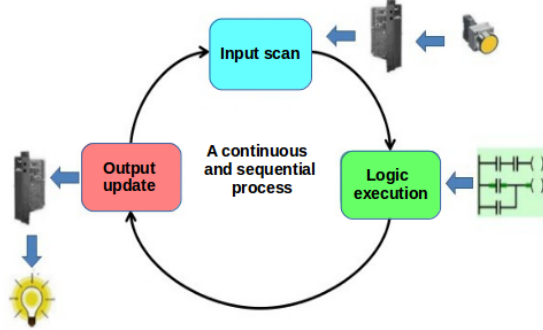 Input scan
A continuous
and sequential
process
Logic
execution
Output
update